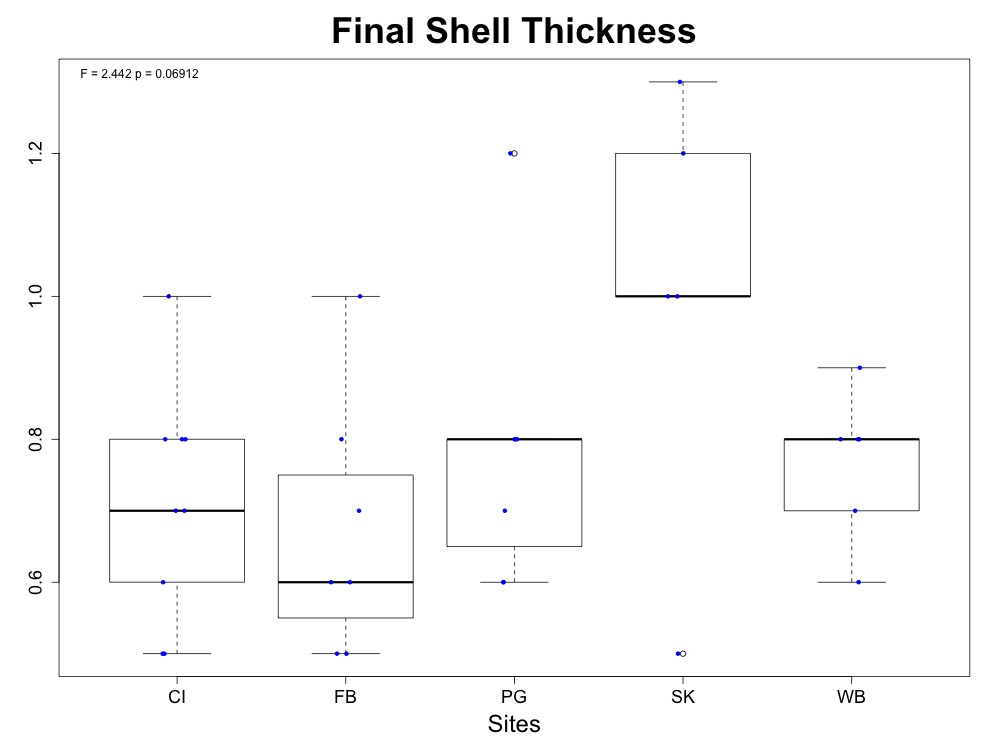 Final Shell Thickness
F = 2.442 p = 0.06912
1.2
1.0
0.8
0.6
CI FB PG SK WB
Sites